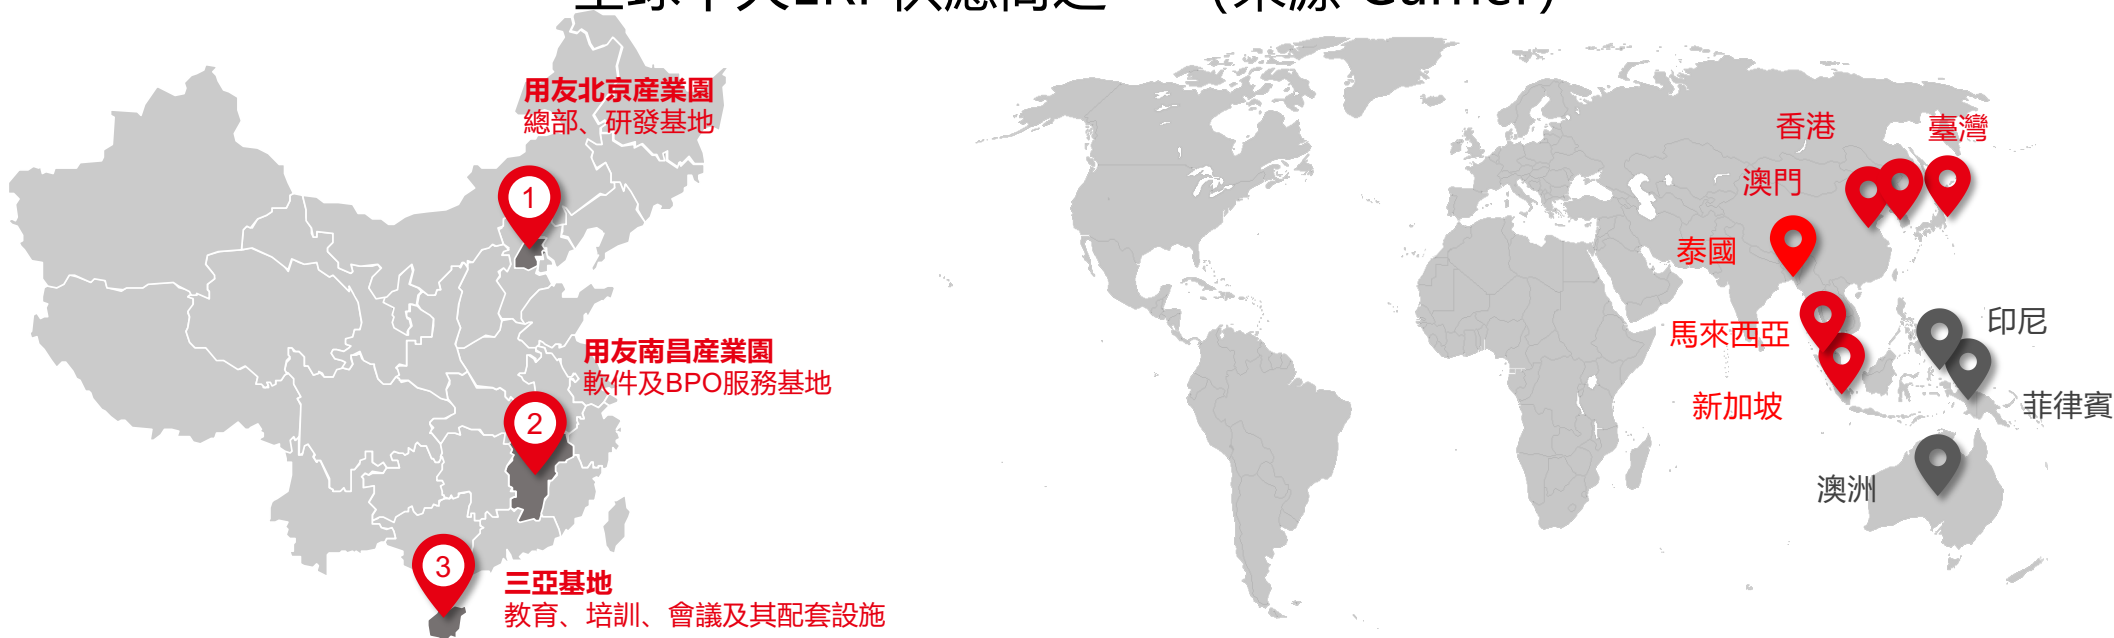 用友北京産業園
總部、研發基地
1
用友南昌産業園
軟件及BPO服務基地
2
3
三亞基地
教育、培訓、會議及其配套設施
香港
臺灣
澳門
泰國
馬來西亞
新加坡
印尼
菲律賓
澳洲